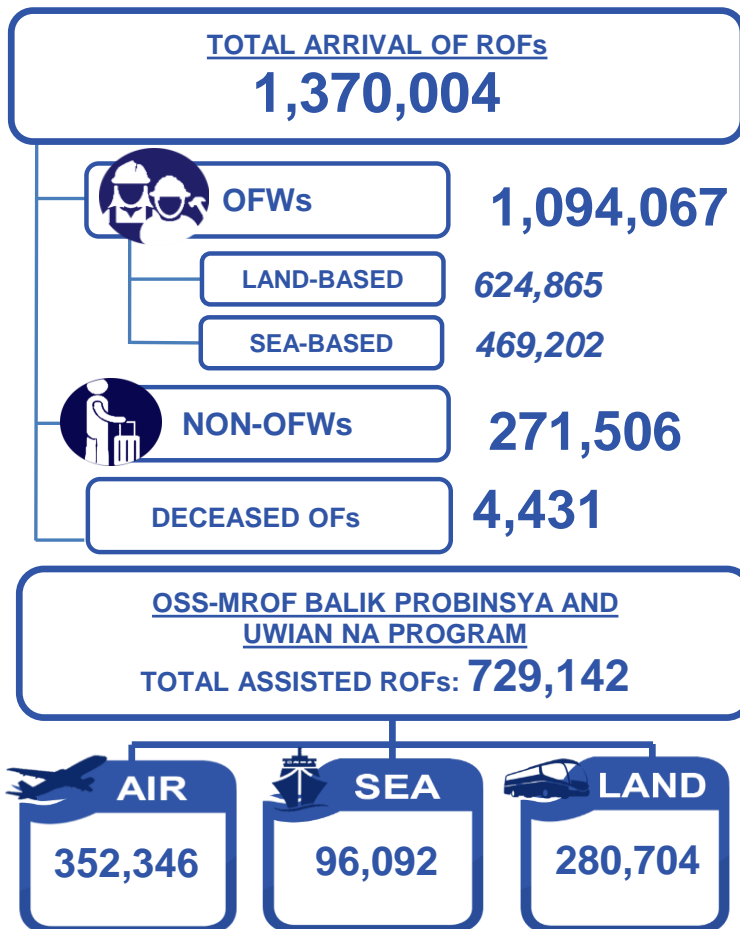 TOTAL ARRIVAL OF ROFs
1,370,004
OFWs 1,094,067
LAND-BASED 624,865
SEA-BASED 469,202
NON-OFWs 271,506
DECEASED OFs 4,431
OSS-MROF BALIK PROBINSYA AND
UWIAN NA PROGRAM
TOTAL ASSISTED ROFs: 729,142
AIR SEA LAND
352,346 96,092 280,704